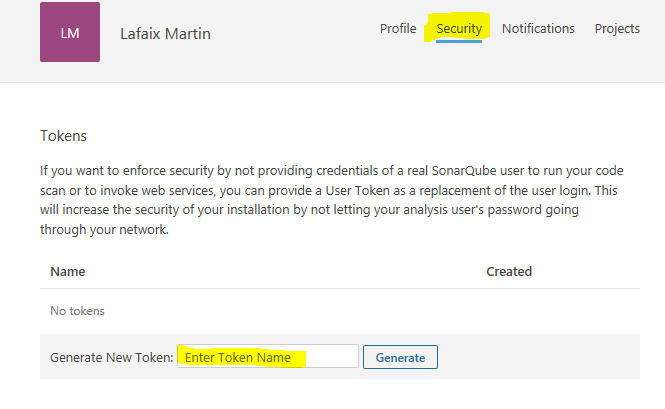 LM Lafaix Martin Profile Security Notifications Projects
Tokens
If you want to enforce security by not providing credentials of a real SonarQube user to run your code
scan or to invoke web services, you can provide a User Token as a replacement of the user login. This
will increase the security of your installation by not letting your analysis user's password going
through your network.
Name Created
No tokens
Generate New Token: Enter Token Name Generate